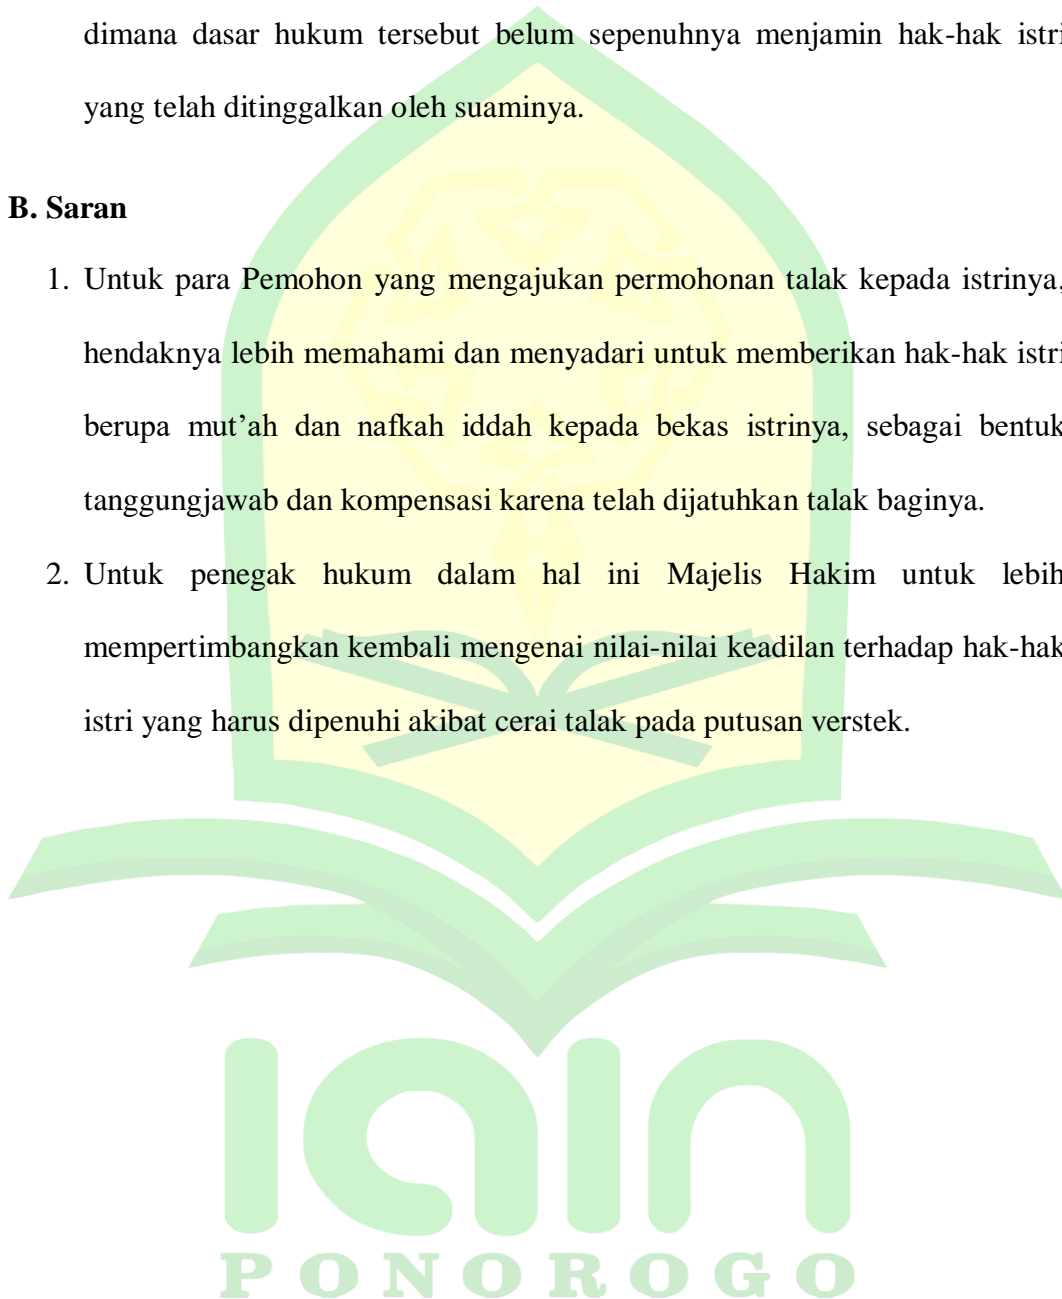 dimana dasar hukum tersebut belum sepenuhnya menjamin hak-hak istri
yang telah ditinggalkan oleh suaminya.
B. Saran
1. Untuk para Pemohon yang mengajukan permohonan talak kepada istrinya,
hendaknya lebih memahami dan menyadari untuk memberikan hak-hak istri
berupa mut’ah dan nafkah iddah kepada bekas istrinya, sebagai bentuk
tanggungjawab dan kompensasi karena telah dijatuhkan talak baginya.
2. Untuk penegak hukum dalam hal ini Majelis Hakim untuk lebih
mempertimbangkan kembali mengenai nilai-nilai keadilan terhadap hak-hak
istri yang harus dipenuhi akibat cerai talak pada putusan verstek.
iain
PONOROGO